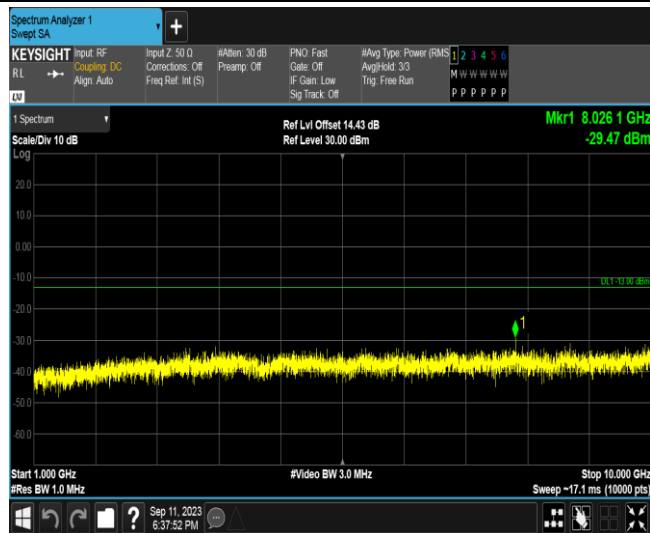 Spectrum Analyzer 1
Swept SA
+
KEYSIGHT
RL
Input: RF
Coupling: DC
Align: Auto
Input Z: 50 Ω
Corrections: Off
Freq Ref: Int (S)
#Atten: 30 dB
Preamp: Off
PNO: Fast
Gate: Off
IF Gain: Low
Sig Track: Off
#Avg Type: Power (RMS
Avg|Hold: 3/3
Trig: Free Run
1 2 3 4 5 6
M W W W W W
P P P P P P
1 Spectrum
Scale/Div 10 dB
Log
Ref Lvl Offset 14.43 dB
Ref Level 30.00 dBm
Mkr1 8.026 1 GHz
-29.47 dBm
20.0
10.0
0.00
-10.0
DL1 -13.00 dBm
-20.0
1
-30.0
-40.0
-50.0
-60.0
Start 1.000 GHz
#Video BW 3.0 MHz
Stop 10.000 GHz
#Res BW 1.0 MHz
Sweep ~17.1 ms (10000 pts)
?
Sep 11, 2023
6:37:52 PM